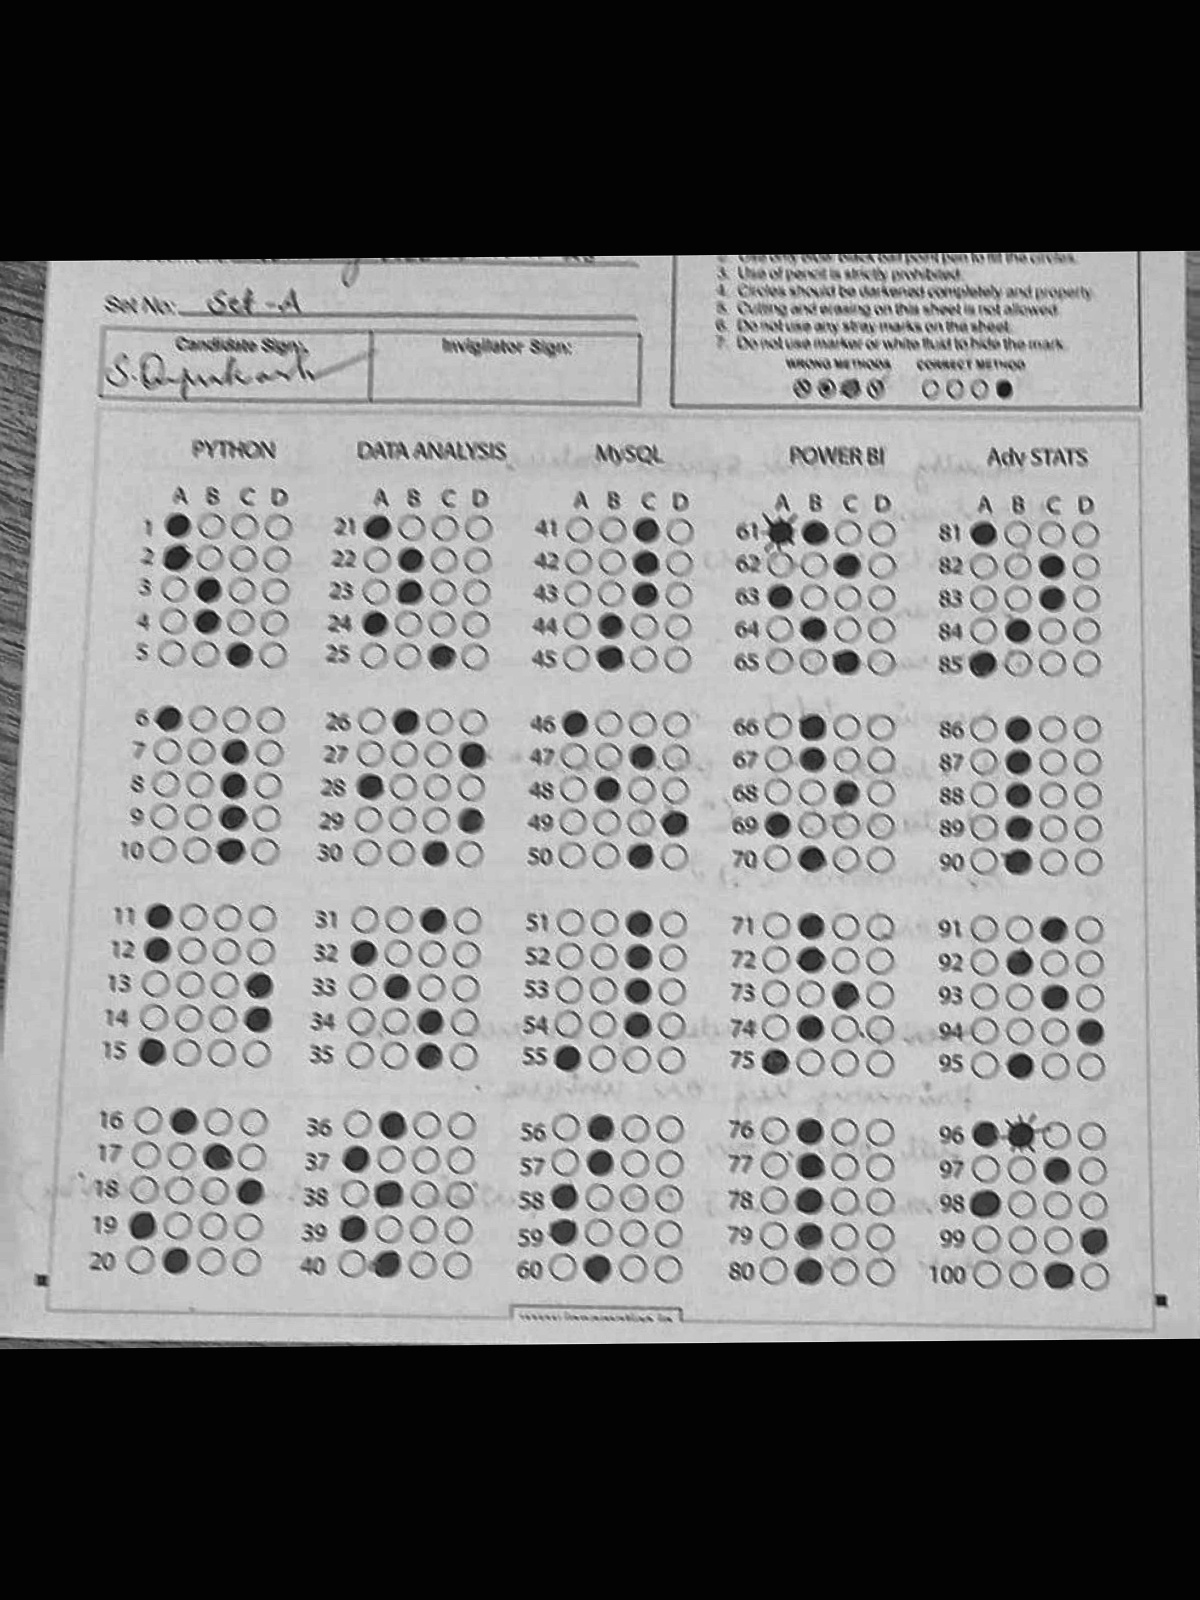 3. Use of pencil is strictly prohibited.
4. Circles should be darkened completely and properly.
5. Cutting and erasing on this sheet is not allowed.
6. Do not use any stray marks on the sheet.
7. Do not use marker or white fluid to hide the mark.
WRONG METHODS CORRECT METHOD
Set No: Set - A
Candidate Sign: Invigilator Sign:
PYTHON DATA ANALYSIS MySQL POWER BI Adv STATS
A B C D A B C D A B C D A B C D A B C D
1 21 41 61 81
2 22 42 62 82
3 23 43 63 83
4 24 44 64 84
5 25 45 65 85
6 26 46 66 86
7 27 47 67 87
8 28 48 68 88
9 29 49 69 89
10 30 50 70 90
11 31 51 71 91
12 32 52 72 92
13 33 53 73 93
14 34 54 74 94
15 35 55 75 95
16 36 56 76 96
17 37 57 77 97
18 38 58 78 98
19 39 59 79 99
20 40 60 80 100